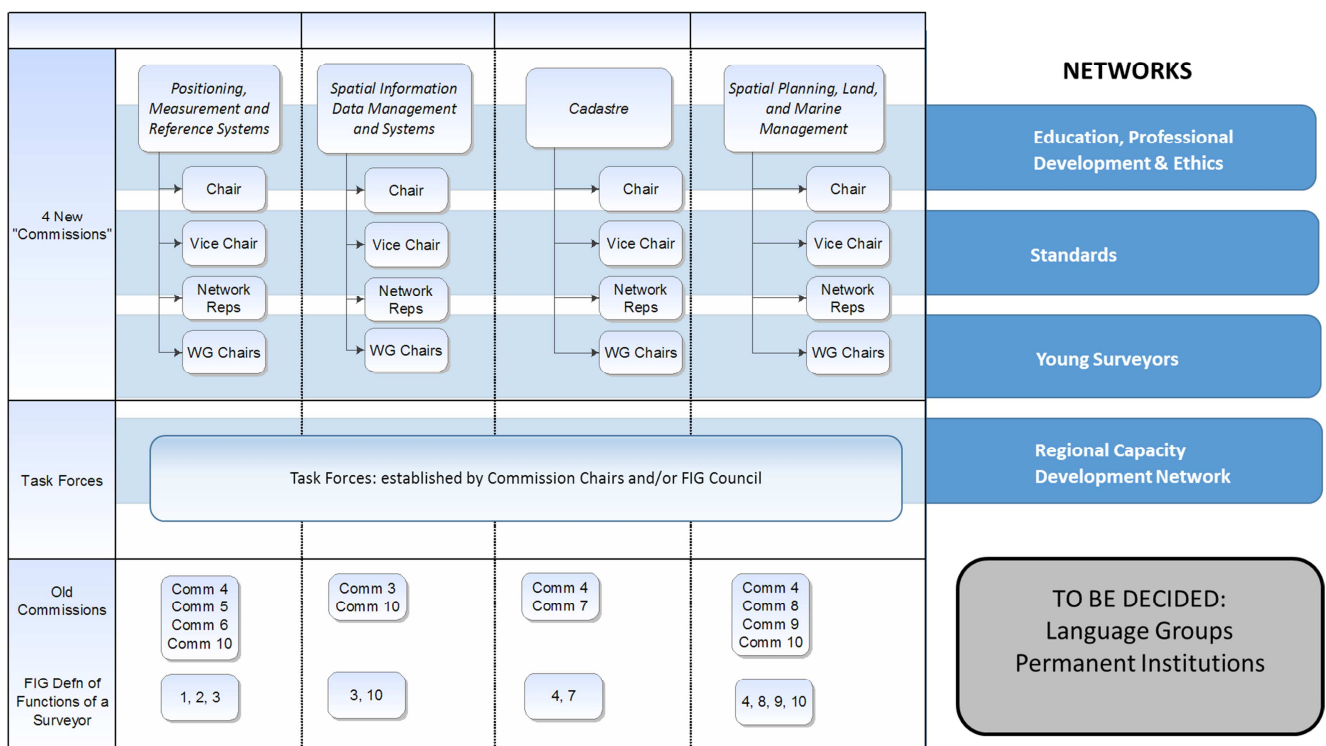 NETWORKS
4 New
"Commissions"
Positioning,
Measurement and
Reference Systems
Chair
Vice Chair
Network
Reps
WG Chairs
Spatial Information
Data Management
and Systems
Chair
Vice Chair
Network
Reps
WG Chairs
Cadastre
Chair
Vice Chair
Network
Reps
WG Chairs
Spatial Planning, Land,
and Marine
Management
Chair
Vice Chair
Network
Reps
WG Chairs
Education, Professional
Development & Ethics
Standards
Young Surveyors
Regional Capacity
Development Network
Task Forces
Task Forces: established by Commission Chairs and/or FIG Council
Old
Commissions
Comm 4
Comm 5
Comm 6
Comm 10
Comm 3
Comm 10
Comm 4
Comm 7
Comm 4
Comm 8
Comm 9
Comm 10
FIG Defn of
Functions of a
Surveyor
1, 2, 3
3, 10
4, 7
4, 8, 9, 10
TO BE DECIDED:
Language Groups
Permanent Institutions